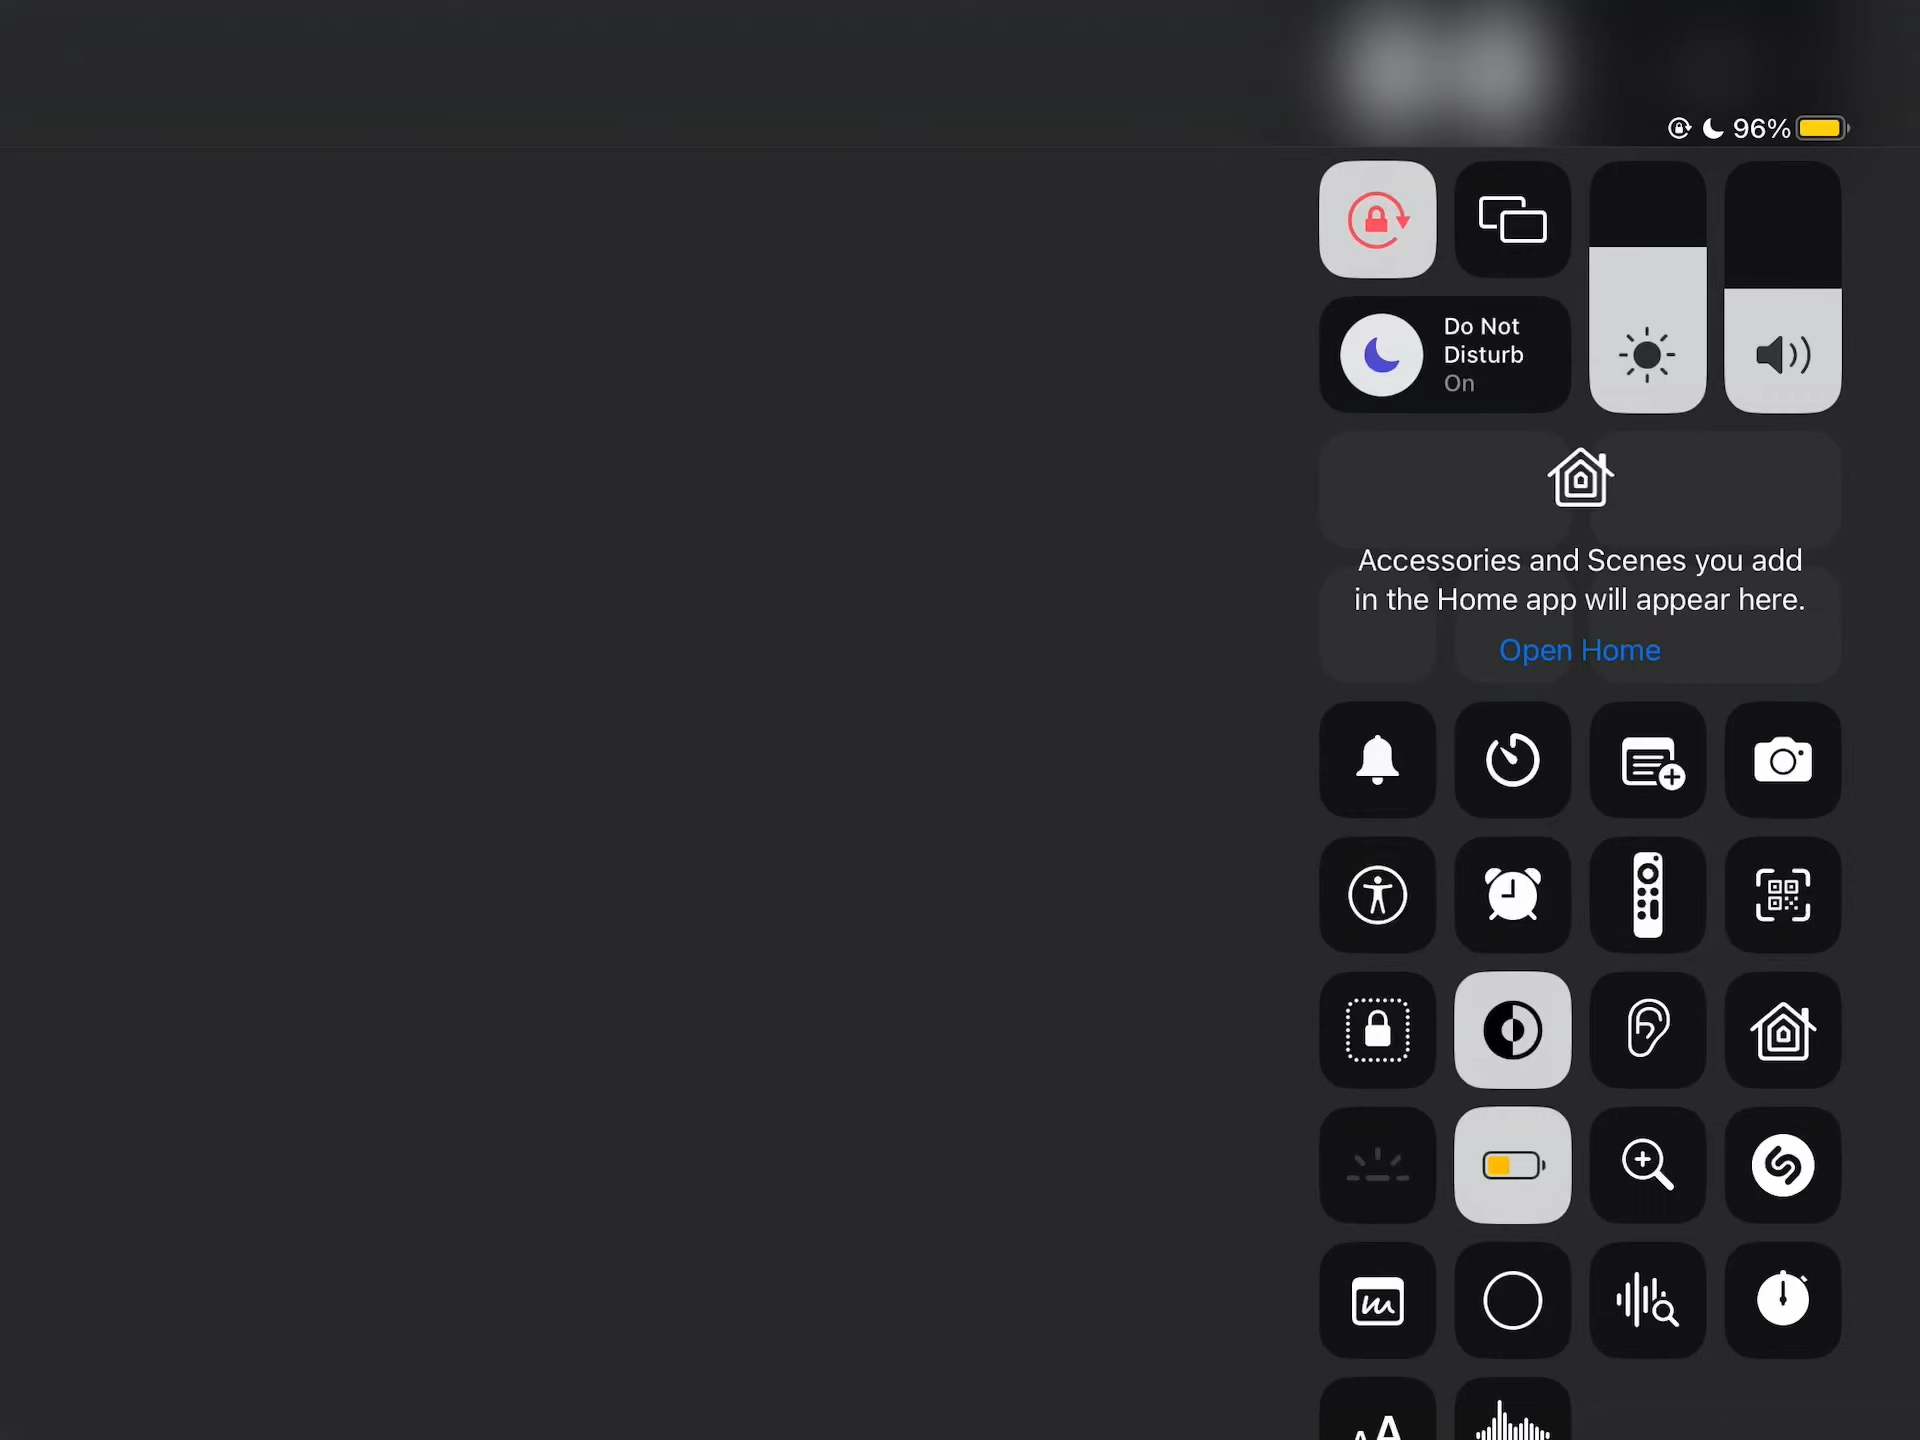 96%
Do Not
Disturb
On
Accessories and Scenes you add
in the Home app will appear here.
Open Home
AA